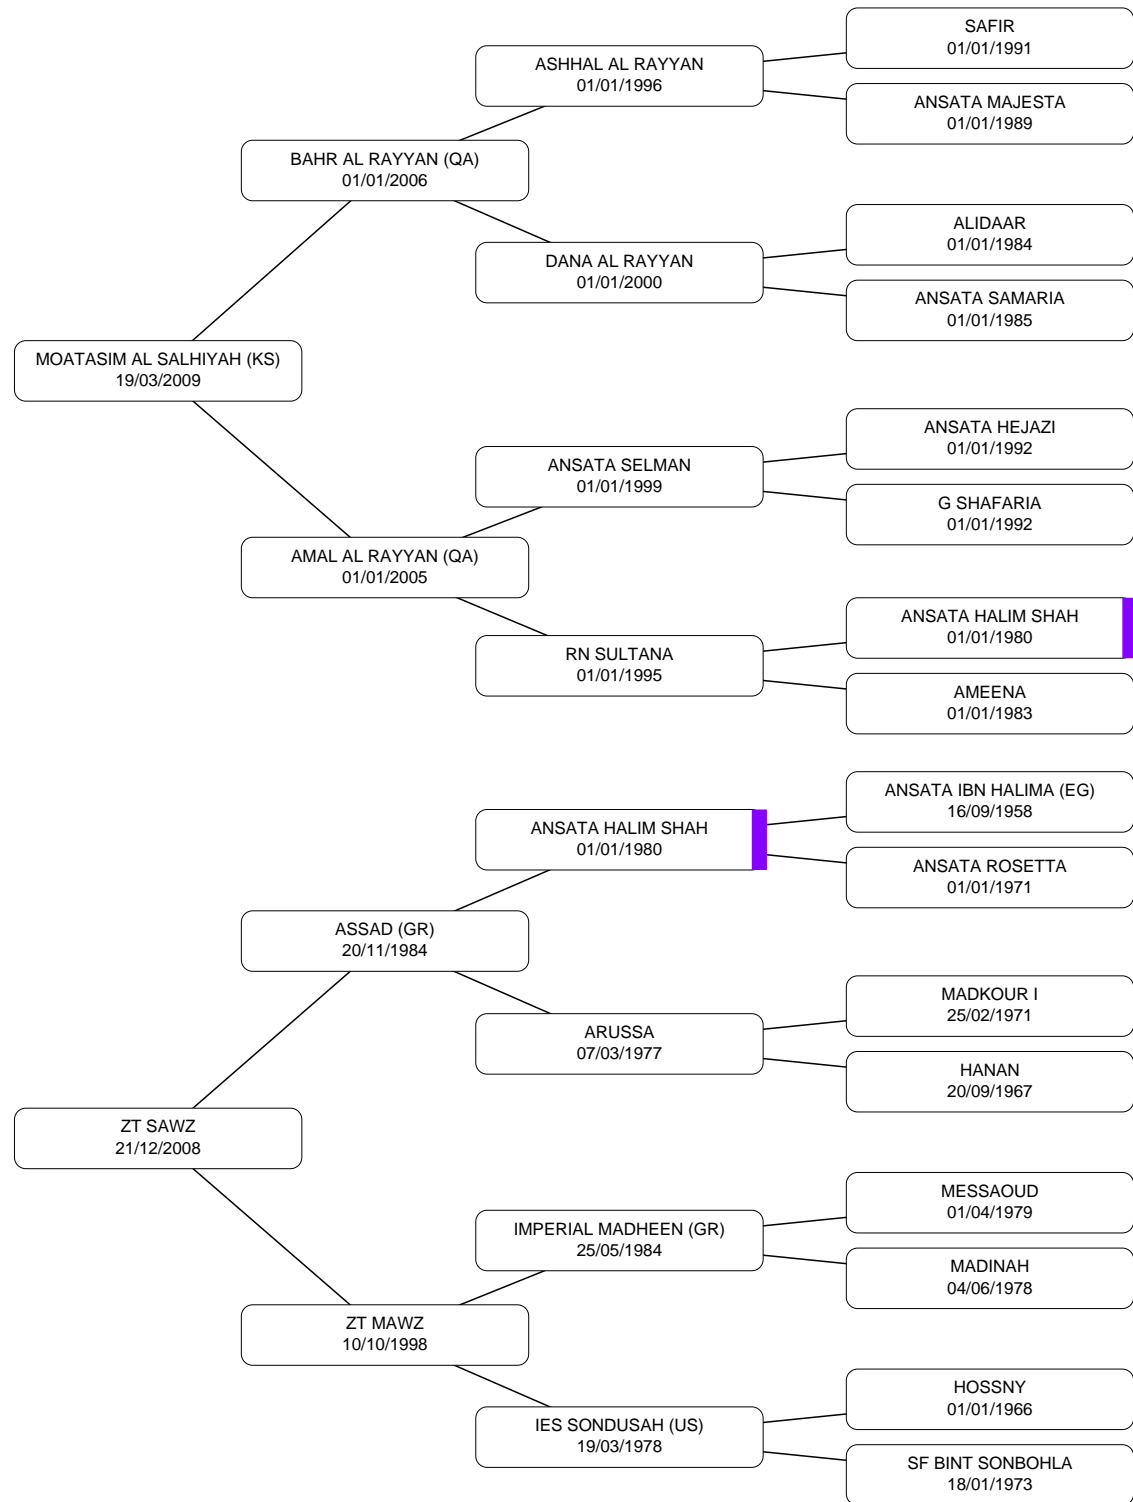 SAFIR
01/01/1991
ASHHAL AL RAYYAN
01/01/1996
ANSATA MAJESTA
01/01/1989
BAHR AL RAYYAN (QA)
01/01/2006
ALIDAAR
01/01/1984
DANA AL RAYYAN
01/01/2000
ANSATA SAMARIA
01/01/1985
MOATASIM AL SALHIYAH (KS)
19/03/2009
ANSATA HEJAZI
01/01/1992
ANSATA SELMAN
01/01/1999
G SHAFARIA
01/01/1992
AMAL AL RAYYAN (QA)
01/01/2005
ANSATA HALIM SHAH
01/01/1980
RN SULTANA
01/01/1995
AMEENA
01/01/1983
ANSATA IBN HALIMA (EG)
16/09/1958
ANSATA HALIM SHAH
01/01/1980
ANSATA ROSETTA
01/01/1971
ASSAD (GR)
20/11/1984
MADKOUR I
25/02/1971
ARUSSA
07/03/1977
HANAN
20/09/1967
ZT SAWZ
21/12/2008
MESSAOUD
01/04/1979
IMPERIAL MADHEEN (GR)
25/05/1984
MADINAH
04/06/1978
ZT MAWZ
10/10/1998
HOSSNY
01/01/1966
IES SONDUSAH (US)
19/03/1978
SF BINT SONBOHLA
18/01/1973